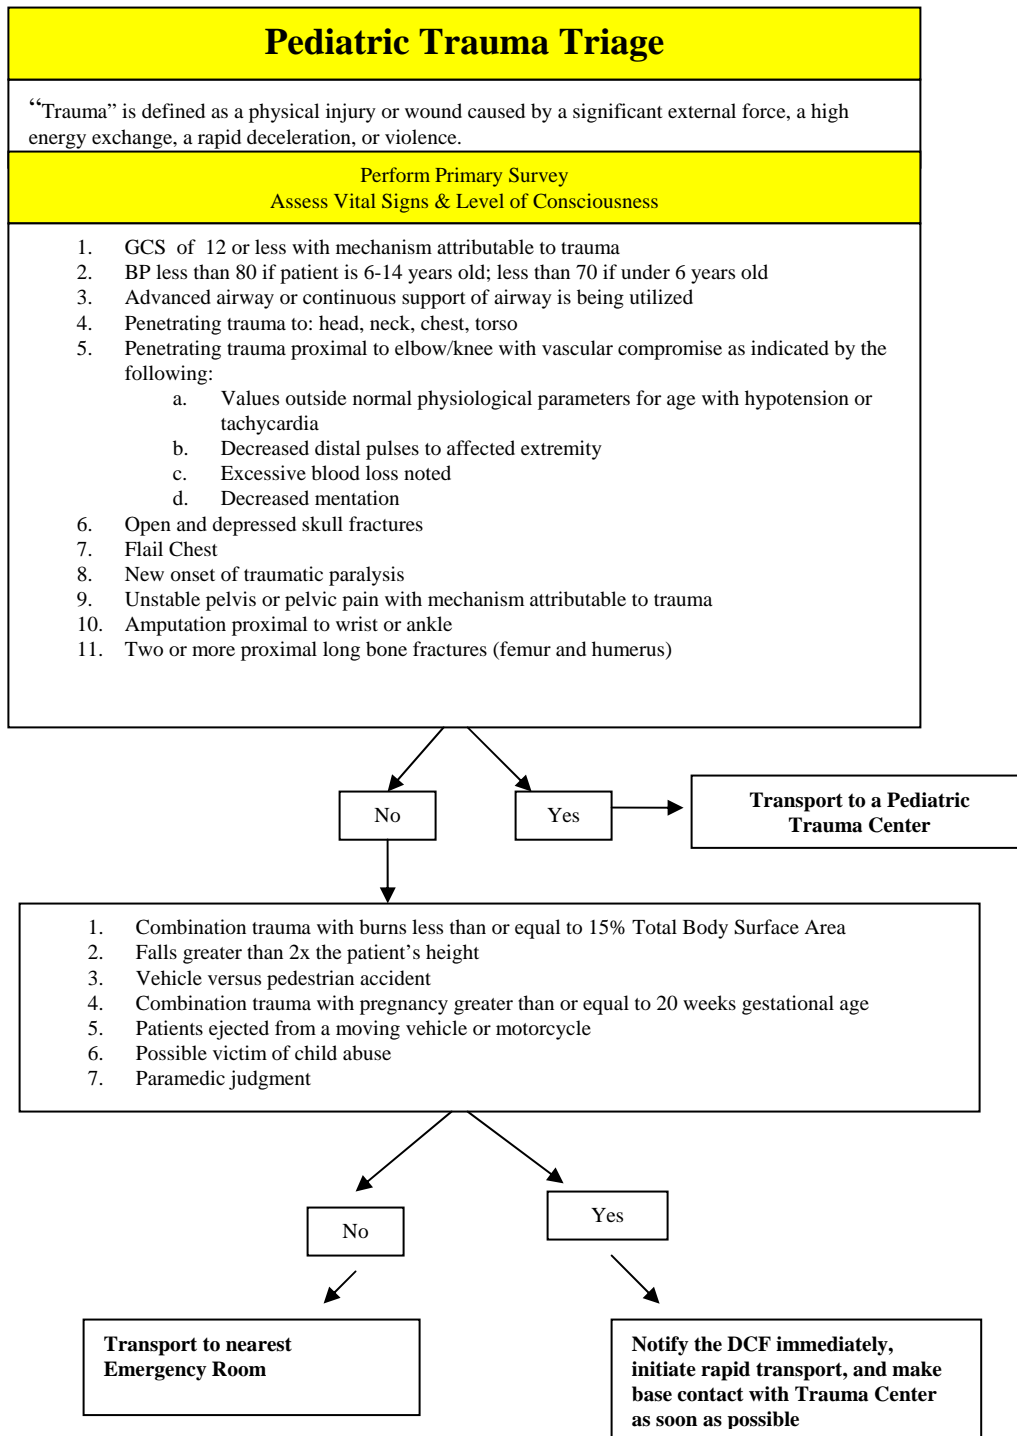 Pediatric Trauma Triage
“Trauma” is defined as a physical injury or wound caused by a significant external force, a high
energy exchange, a rapid deceleration, or violence.
Perform Primary Survey
Assess Vital Signs & Level of Consciousness
1. GCS of 12 or less with mechanism attributable to trauma
2. BP less than 80 if patient is 6-14 years old; less than 70 if under 6 years old
3. Advanced airway or continuous support of airway is being utilized
4. Penetrating trauma to: head, neck, chest, torso
5. Penetrating trauma proximal to elbow/knee with vascular compromise as indicated by the
following:
a. Values outside normal physiological parameters for age with hypotension or
tachycardia
b. Decreased distal pulses to affected extremity
c. Excessive blood loss noted
d. Decreased mentation
6. Open and depressed skull fractures
7. Flail Chest
8. New onset of traumatic paralysis
9. Unstable pelvis or pelvic pain with mechanism attributable to trauma
10. Amputation proximal to wrist or ankle
11. Two or more proximal long bone fractures (femur and humerus)
No
Yes
Transport to a Pediatric
Trauma Center
1. Combination trauma with burns less than or equal to 15% Total Body Surface Area
2. Falls greater than 2x the patient’s height
3. Vehicle versus pedestrian accident
4. Combination trauma with pregnancy greater than or equal to 20 weeks gestational age
5. Patients ejected from a moving vehicle or motorcycle
6. Possible victim of child abuse
7. Paramedic judgment
No
Yes
Transport to nearest
Emergency Room
Notify the DCF immediately,
initiate rapid transport, and make
base contact with Trauma Center
as soon as possible